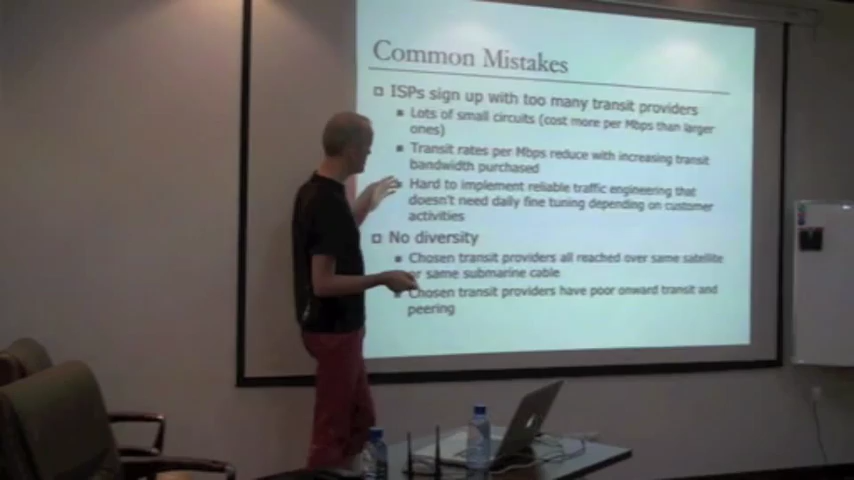 Common Mistakes
ISPs sign up with too many transit providers
Lots of small circuits (cost more per Mbps than larger
ones)
Transit rates per Mbps reduce with increasing transit
bandwidth purchased
Hard to implement reliable traffic engineering that
doesn't need daily fine tuning depending on customer
activities
No diversity
Chosen transit providers all reached over same satellite
or same submarine cable
Chosen transit providers have poor onward transit and
peering